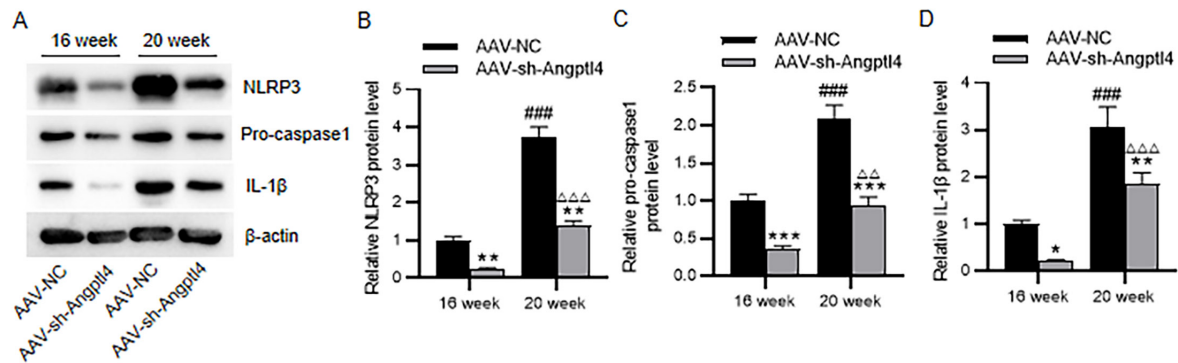 A
16 week
20 week
NLRP3
Pro-caspase1
IL-1β
β-actin
AAV-NC
AAV-sh-Angptl4
AAV-NC
AAV-sh-Angptl4
B
AAV-NC
AAV-sh-Angptl4
Relative NLRP3 protein level
5
4
3
2
1
0
**
###
△△△
**
16 week
20 week
C
AAV-NC
AAV-sh-Angptl4
Relative pro-caspase1
protein level
2.5
2.0
1.5
1.0
0.5
0.0
***
###
△△
***
16 week
20 week
D
AAV-NC
AAV-sh-Angptl4
Relative IL-1β protein level
4
3
2
1
0
*
###
△△△
**
16 week
20 week